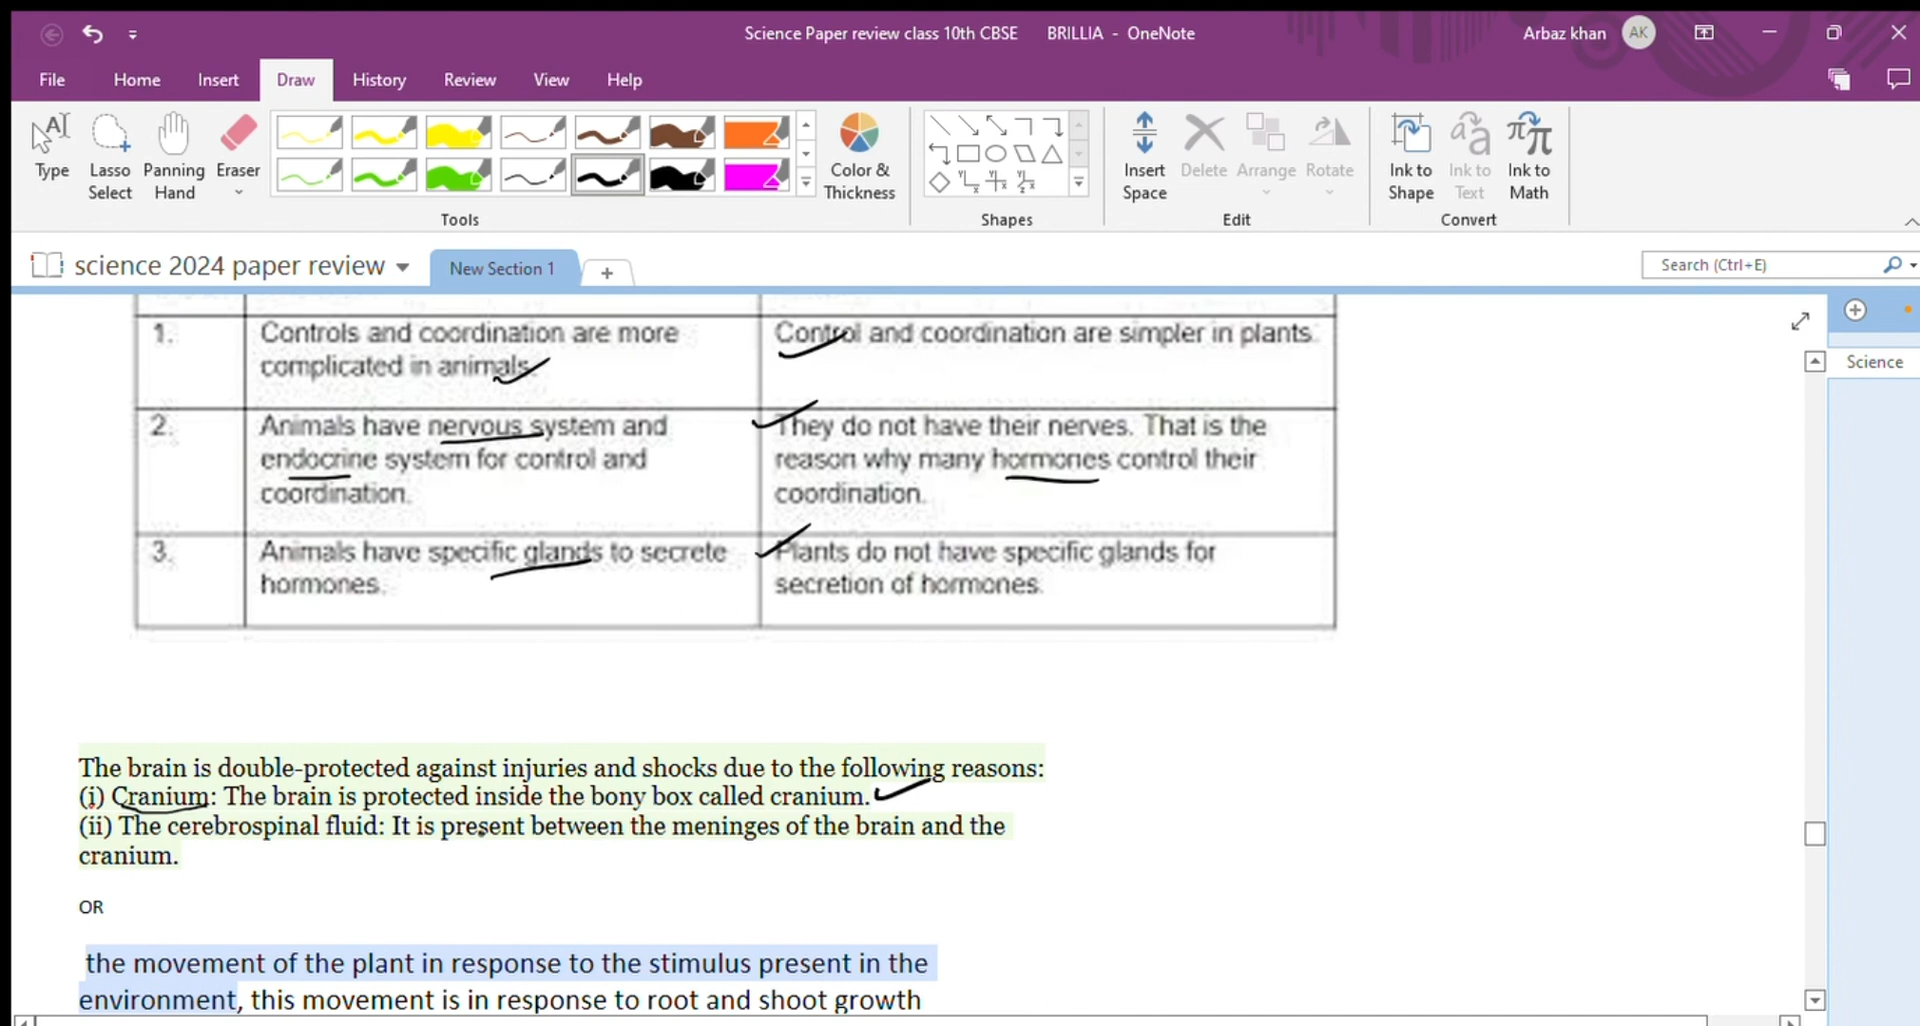 Science Paper review class 10th CBSE BRILLIA - OneNote
Arbaz khan AK
File Home Insert Draw History Review View Help
Type
Lasso Select
Panning Hand
Eraser
Color & Thickness
Insert Space
Delete Arrange Rotate
Ink to Shape
Ink to Text
Ink to Math
Tools Shapes Edit Convert
science 2024 paper review New Section 1 +
Search (Ctrl+E)
Science
1. Controls and coordination are more
complicated in animals.
Control and coordination are simpler in plants.
2. Animals have nervous system and
endocrine system for control and
coordination.
They do not have their nerves. That is the
reason why many hormones control their
coordination.
3. Animals have specific glands to secrete
hormones.
Plants do not have specific glands for
secretion of hormones.
The brain is double-protected against injuries and shocks due to the following reasons:
(i) Cranium: The brain is protected inside the bony box called cranium.
(ii) The cerebrospinal fluid: It is present between the meninges of the brain and the
cranium.
OR
the movement of the plant in response to the stimulus present in the
environment, this movement is in response to root and shoot growth